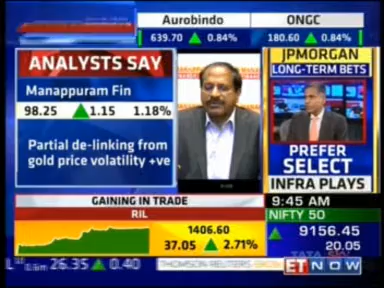 Aurobindo
ONGC
639.70 0.84%
180.60 0.84%
ANALYSTS SAY
Manappuram Fin
98.25 1.15 1.18%
Partial de-linking from
gold price volatility +ve
JPMORGAN
LONG-TERM BETS
PREFER
SELECT
INFRA PLAYS
GAINING IN TRADE
RIL
1406.60
37.05 2.71%
9:45 AM
NIFTY 50
9156.45
20.05
TATA
26.35 0.40
THOMSON REUTERS
ET NOW